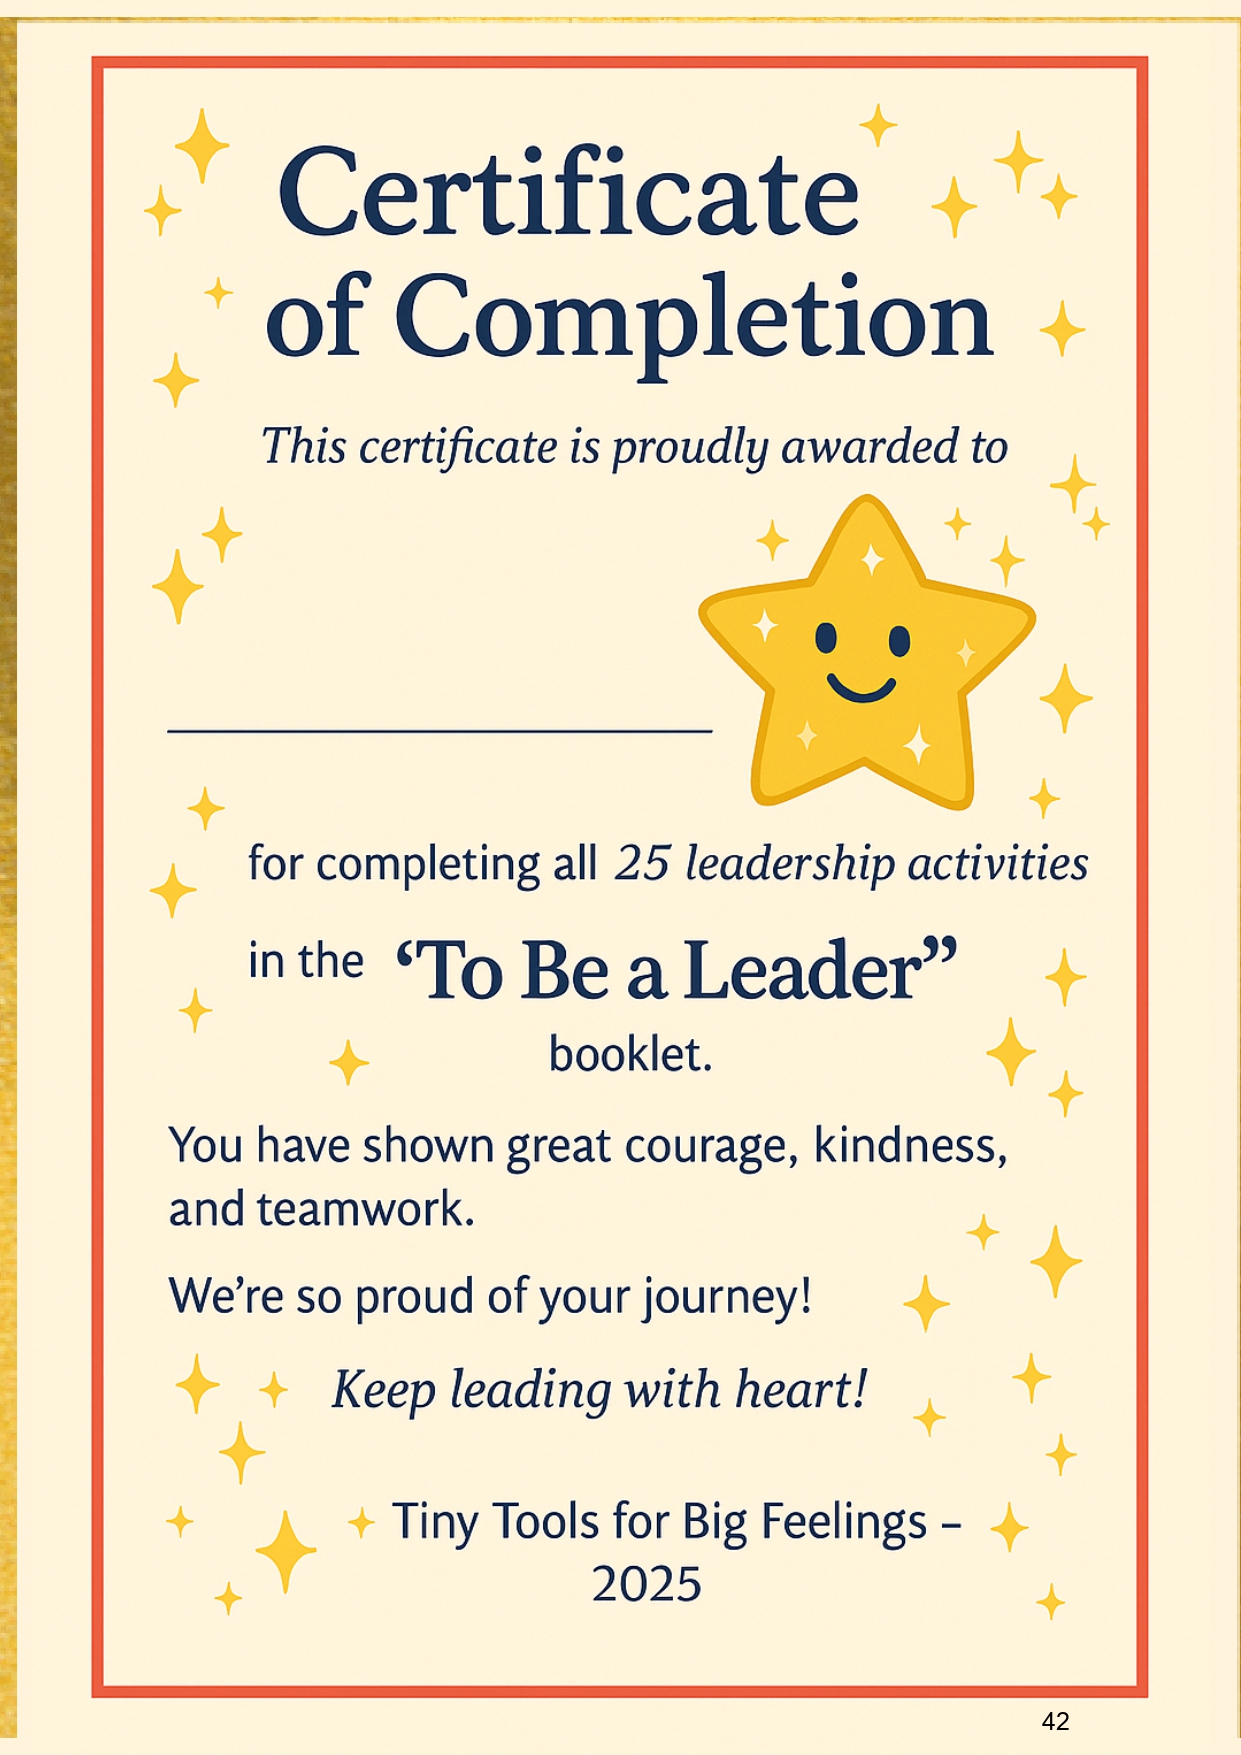 Certificate
of Completion
This certificate is proudly awarded to
for completing all 25 leadership activities
in the ‘To Be a Leader”
booklet.
You have shown great courage, kindness,
and teamwork.
We’re so proud of your journey!
Keep leading with heart!
Tiny Tools for Big Feelings –
2025
42